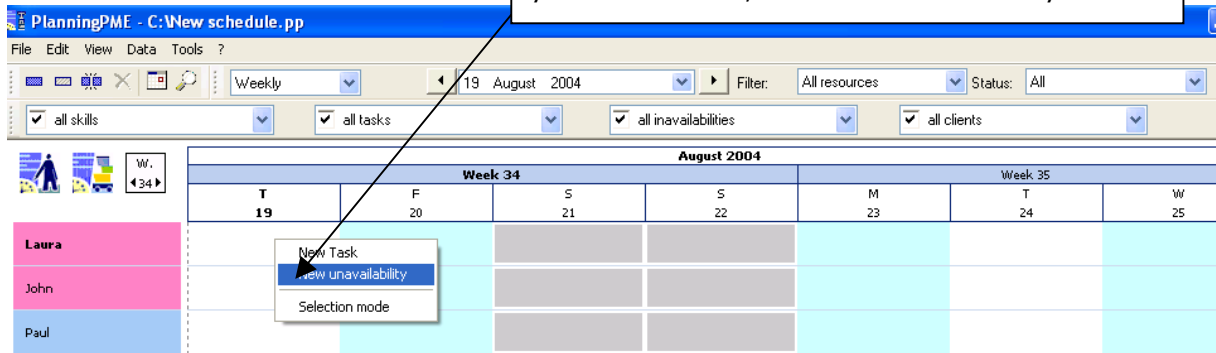 PlanningPME - C:\New schedule.pp
File Edit View Data Tools ?
Weekly 19 August 2004 Filter: All resources Status: All
all skills all tasks all inavailabilities all clients
W. August 2004
34 Week 34 Week 35
T F S S M T W
19 20 21 22 23 24 25
Laura
New Task
New unavailability
John
Selection mode
Paul